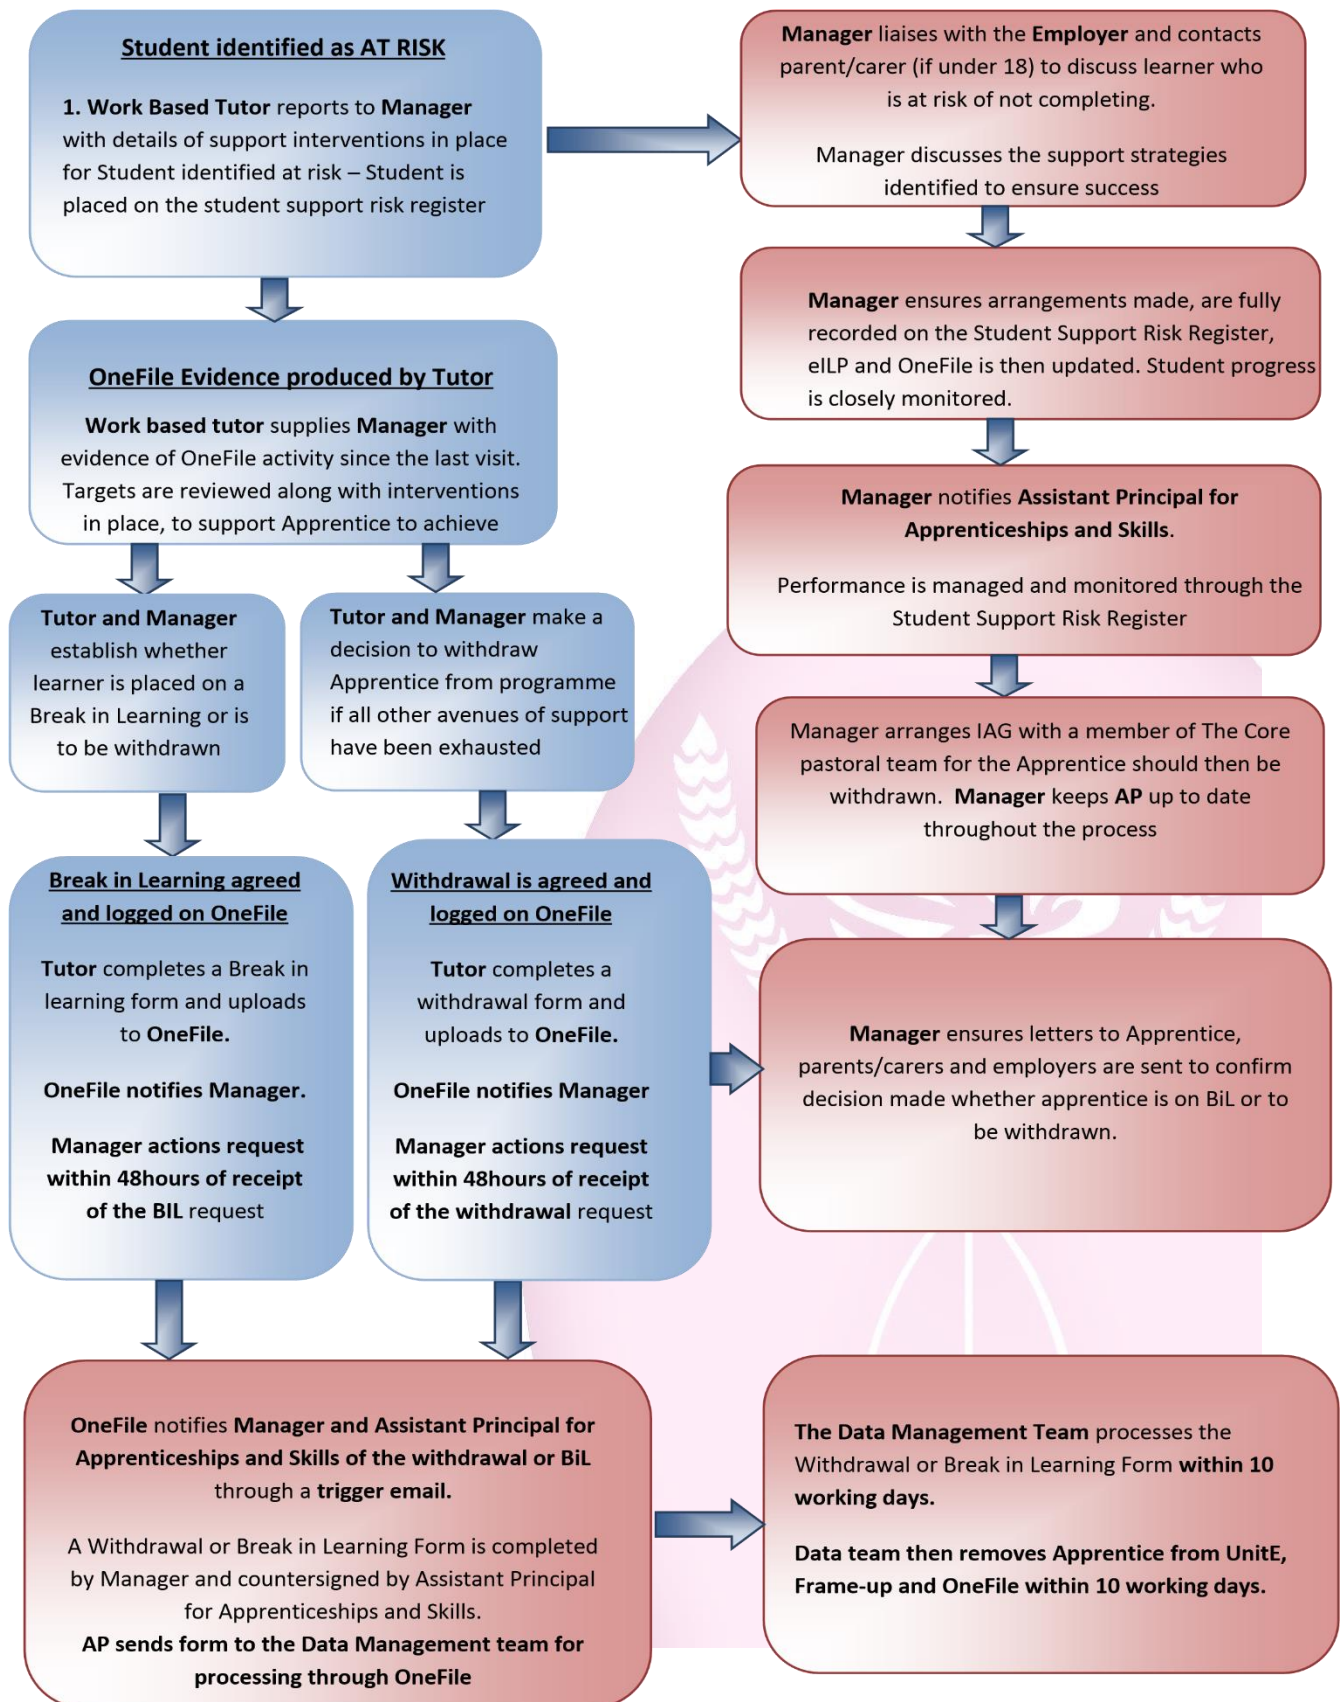 Student identified as AT RISK
1. Work Based Tutor reports to Manager
with details of support interventions in place
for Student identified at risk – Student is
placed on the student support risk register
Manager liaises with the Employer and contacts
parent/carer (if under 18) to discuss learner who
is at risk of not completing.
Manager discusses the support strategies
identified to ensure success
OneFile Evidence produced by Tutor
Work based tutor supplies Manager with
evidence of OneFile activity since the last visit.
Targets are reviewed along with interventions
in place, to support Apprentice to achieve
Manager ensures arrangements made, are fully
recorded on the Student Support Risk Register,
eILP and OneFile is then updated. Student progress
is closely monitored.
Manager notifies Assistant Principal for
Apprenticeships and Skills.
Performance is managed and monitored through the
Student Support Risk Register
Tutor and Manager
establish whether
learner is placed on a
Break in Learning or is
to be withdrawn
Tutor and Manager make a
decision to withdraw
Apprentice from programme
if all other avenues of support
have been exhausted
Manager arranges IAG with a member of The Core
pastoral team for the Apprentice should then be
withdrawn. Manager keeps AP up to date
throughout the process
Break in Learning agreed
and logged on OneFile
Tutor completes a Break in
learning form and uploads
to OneFile.
OneFile notifies Manager.
Manager actions request
within 48hours of receipt
of the BIL request
Withdrawal is agreed and
logged on OneFile
Tutor completes a
withdrawal form and
uploads to OneFile.
OneFile notifies Manager
Manager actions request
within 48hours of receipt
of the withdrawal request
Manager ensures letters to Apprentice,
parents/carers and employers are sent to confirm
decision made whether apprentice is on BiL or to
be withdrawn.
OneFile notifies Manager and Assistant Principal for
Apprenticeships and Skills of the withdrawal or BiL
through a trigger email.
A Withdrawal or Break in Learning Form is completed
by Manager and countersigned by Assistant Principal
for Apprenticeships and Skills.
AP sends form to the Data Management team for
processing through OneFile
The Data Management Team processes the
Withdrawal or Break in Learning Form within 10
working days.
Data team then removes Apprentice from UnitE,
Frame-up and OneFile within 10 working days.